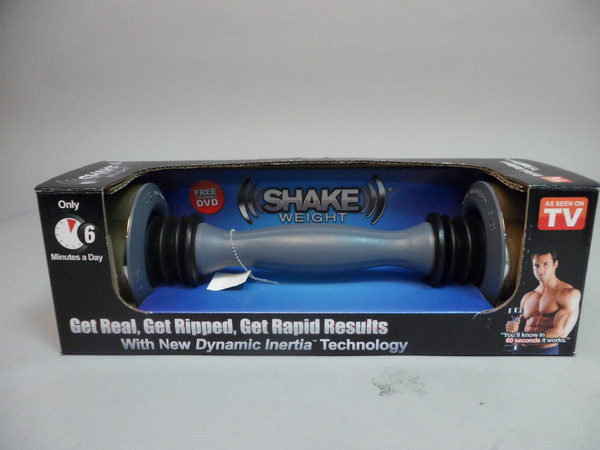 Only
6
Minutes a Day
FREE
DVD
SHAKE
WEIGHT
AS SEEN ON
TV
Get Real, Get Ripped, Get Rapid Results
With New Dynamic Inertia™ Technology
"You'll know in
60 seconds it works."